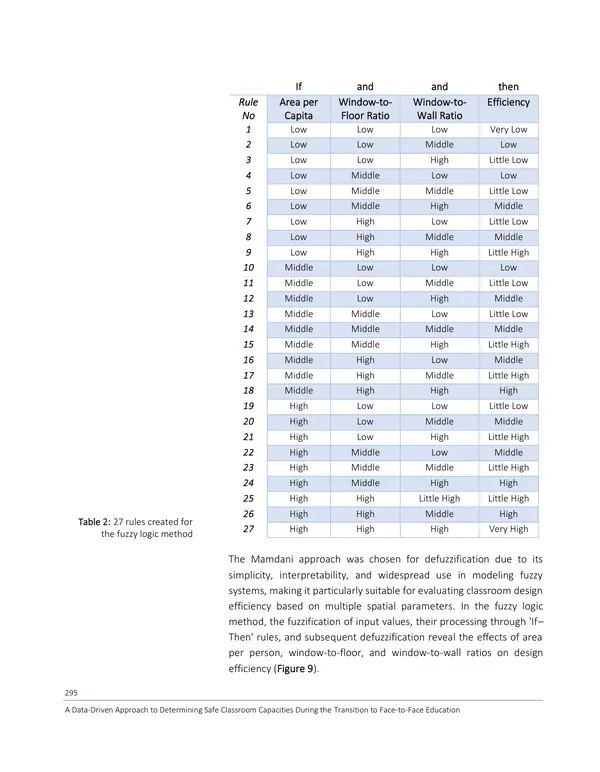 If and and then
Rule No Area per Capita Window-to-Floor Ratio Window-to-Wall Ratio Efficiency
1 Low Low Low Very Low
2 Low Low Middle Low
3 Low Low High Little Low
4 Low Middle Low Low
5 Low Middle Middle Little Low
6 Low Middle High Middle
7 Low High Low Little Low
8 Low High Middle Middle
9 Low High High Little High
10 Middle Low Low Low
11 Middle Low Middle Little Low
12 Middle Low High Middle
13 Middle Middle Low Little Low
14 Middle Middle Middle Middle
15 Middle Middle High Little High
16 Middle High Low Middle
17 Middle High Middle Little High
18 Middle High High High
19 High Low Low Little Low
20 High Low Middle Middle
21 High Low High Little High
22 High Middle Low Middle
23 High Middle Middle Little High
24 High Middle High High
25 High High Little High Little High
26 High High Middle High
27 High High High Very High
Table 2: 27 rules created for
the fuzzy logic method
The Mamdani approach was chosen for defuzzification due to its
simplicity, interpretability, and widespread use in modeling fuzzy
systems, making it particularly suitable for evaluating classroom design
efficiency based on multiple spatial parameters. In the fuzzy logic
method, the fuzzification of input values, their processing through 'If–
Then' rules, and subsequent defuzzification reveal the effects of area
per person, window-to-floor, and window-to-wall ratios on design
efficiency (Figure 9).
295
A Data-Driven Approach to Determining Safe Classroom Capacities During the Transition to Face-to-Face Education